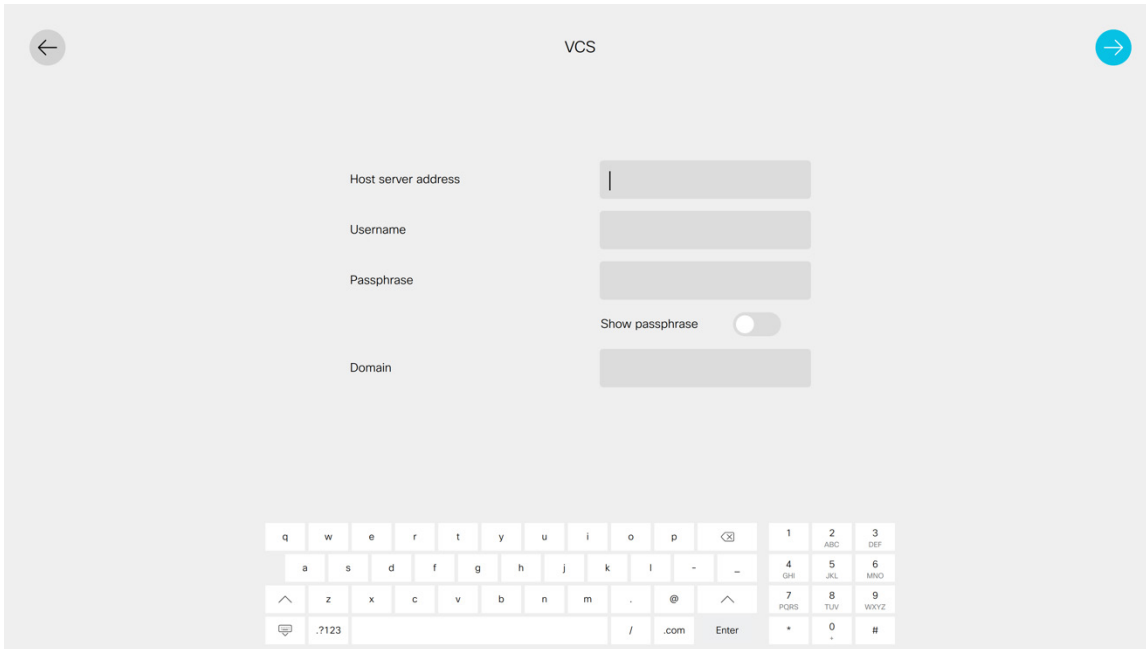 VCS
Host server address
Username
Passphrase
Show passphrase
Domain
q w e r t y u i o p 1 2 ABC 3 DEF
a s d f g h j k l - _ 4 GHI 5 JKL 6 MNO
z x c v b n m . @ 7 PQRS 8 TUV 9 WXYZ
.?123 / .com Enter * 0 + #